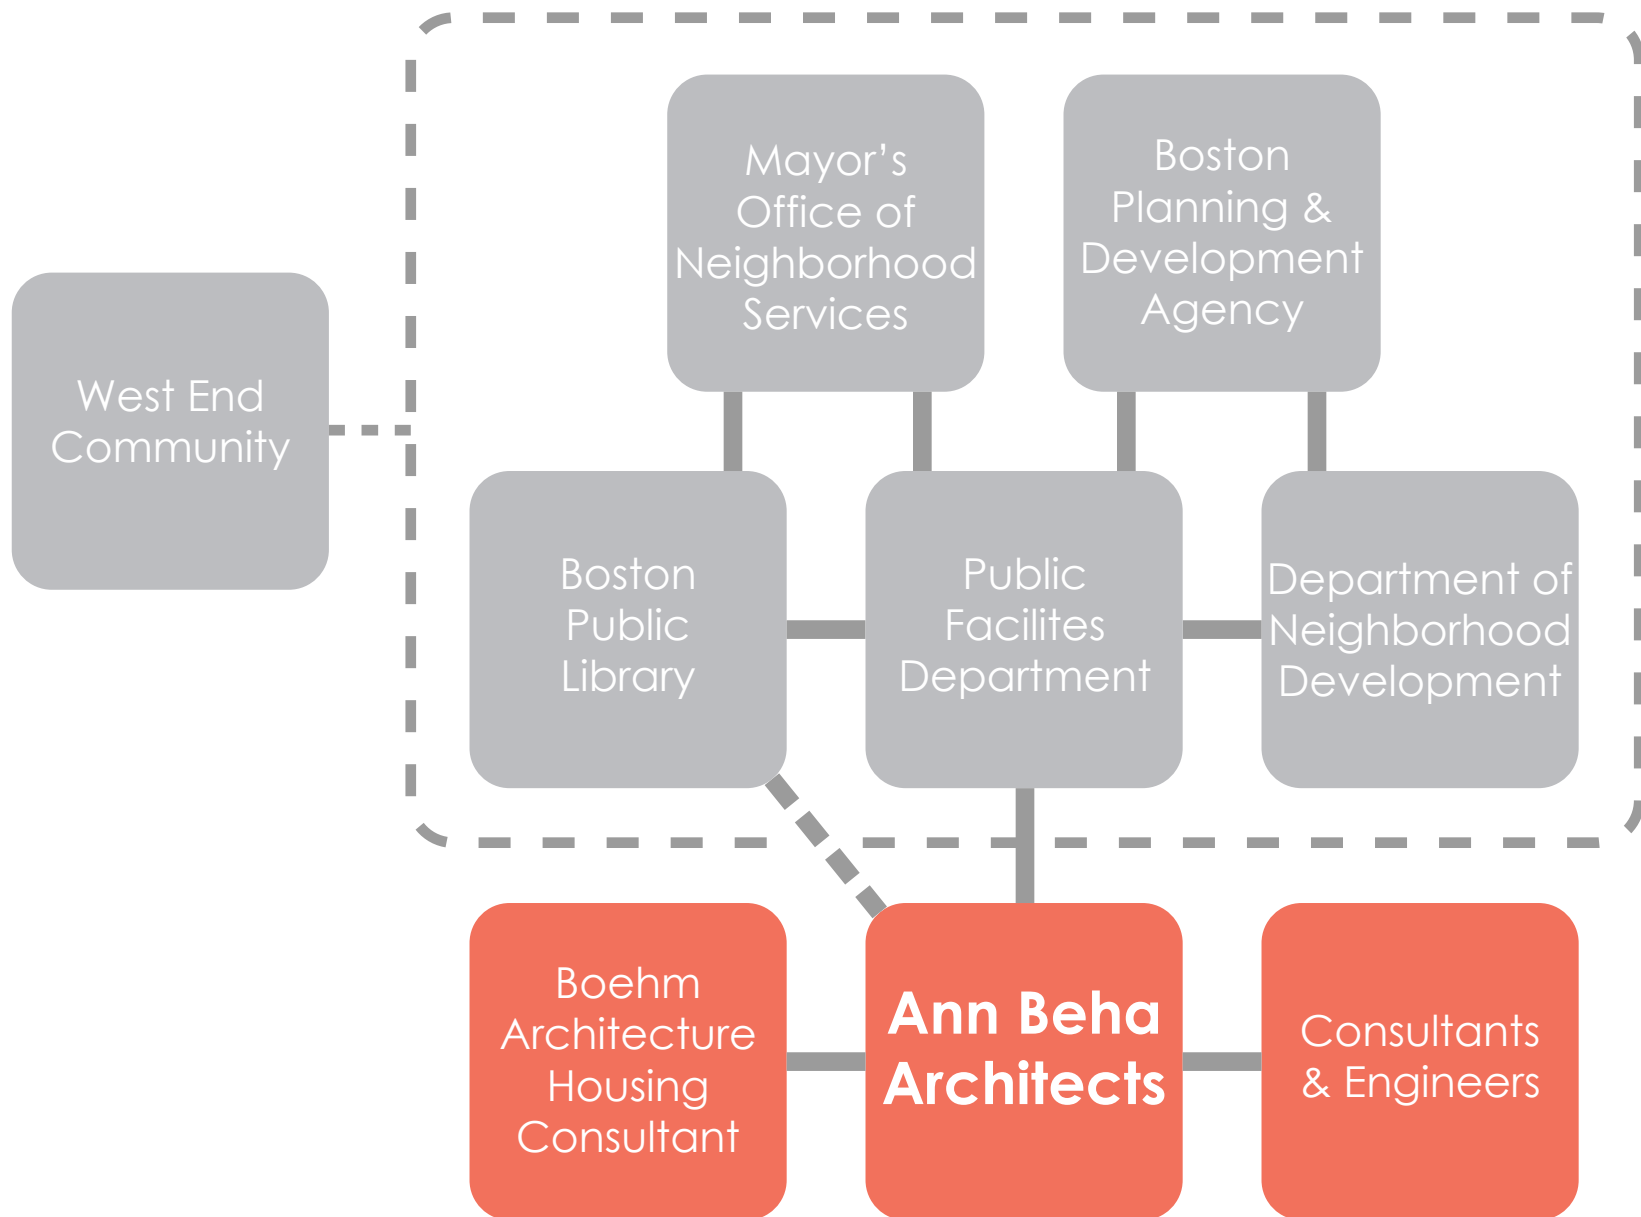 Mayor’s
Office of
Neighborhood
Services
Boston
Planning &
Development
Agency
West End
Community
Boston
Public
Library
Public
Facilites
Department
Department of
Neighborhood
Development
Boehm
Architecture
Housing
Consultant
Ann Beha
Architects
Consultants
& Engineers